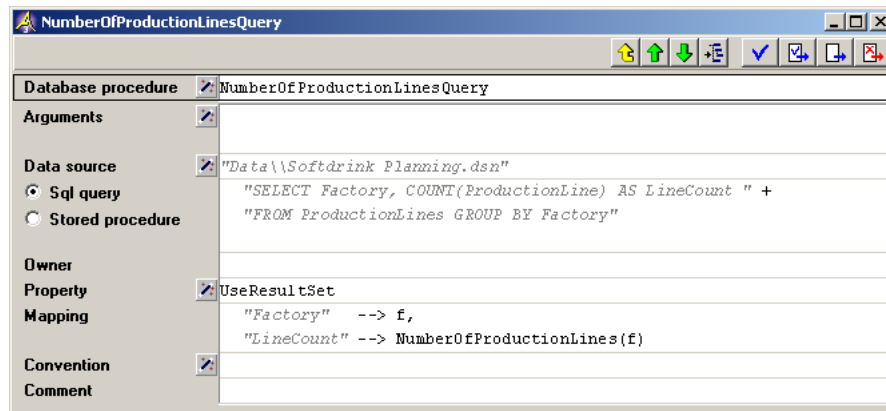 NumberOfProductionLinesQuery
Database procedure NumberOfProductionLinesQuery
Arguments
Data source "Data\\Softdrink Planning.dsn"
Sql query "SELECT Factory, COUNT(ProductionLine) AS LineCount " +
Stored procedure "FROM ProductionLines GROUP BY Factory"
Owner
Property UseResultSet
Mapping "Factory" --> f,
"LineCount" --> NumberOfProductionLines(f)
Convention
Comment